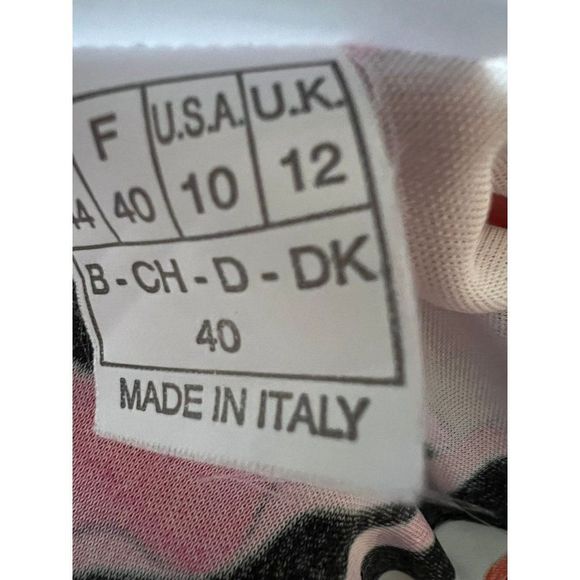 F U.S.A. U.K.
40 10 12
B - CH - D - DK
40
MADE IN ITALY